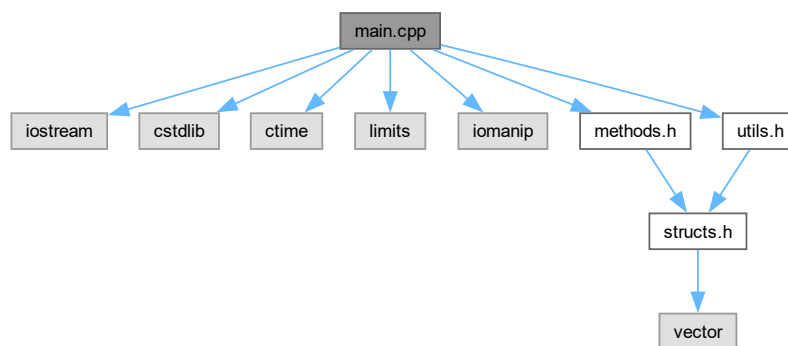 main.cpp
iostream
cstdlib
ctime
limits
iomanip
methods.h
utils.h
structs.h
vector